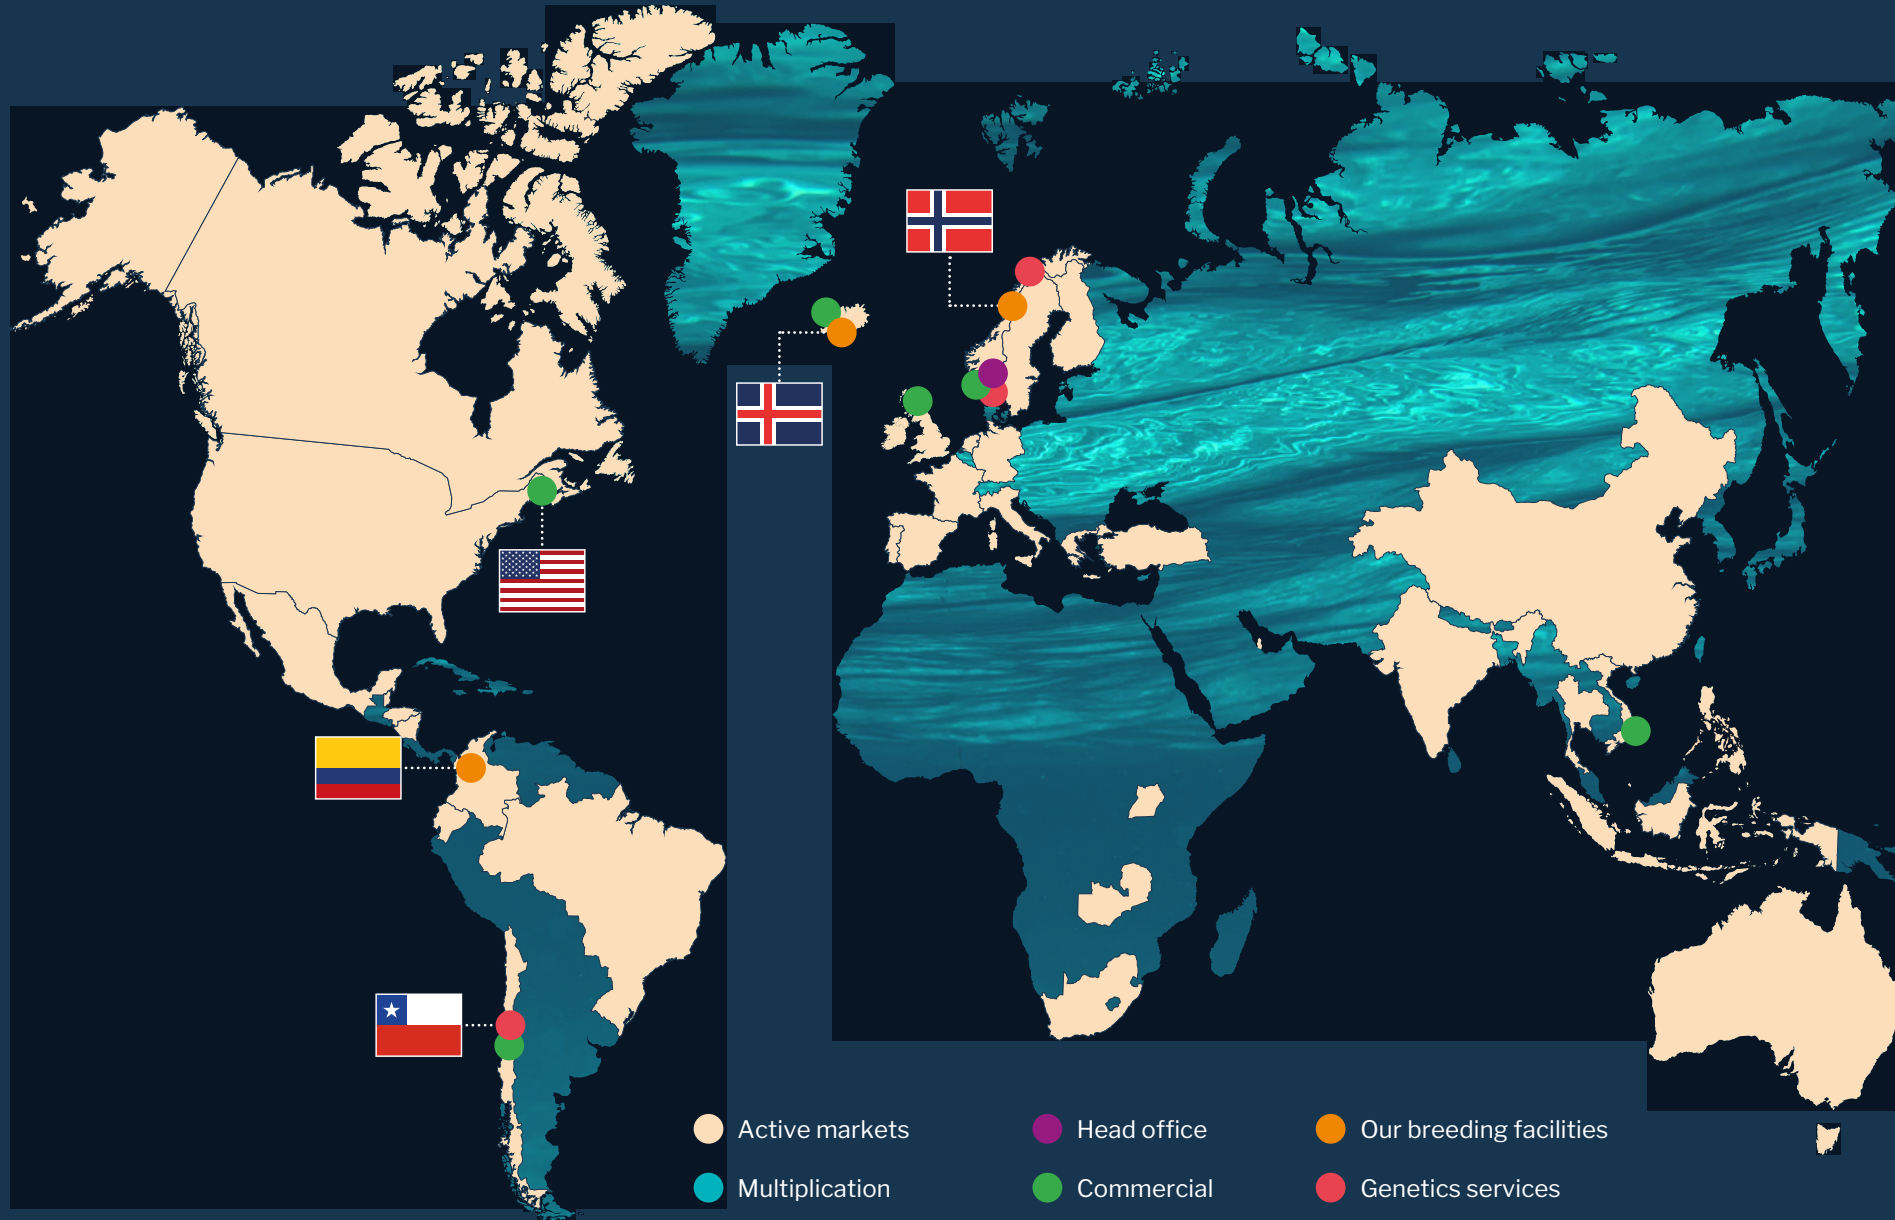 Active markets
Head office
Our breeding facilities
Multiplication
Commercial
Genetics services